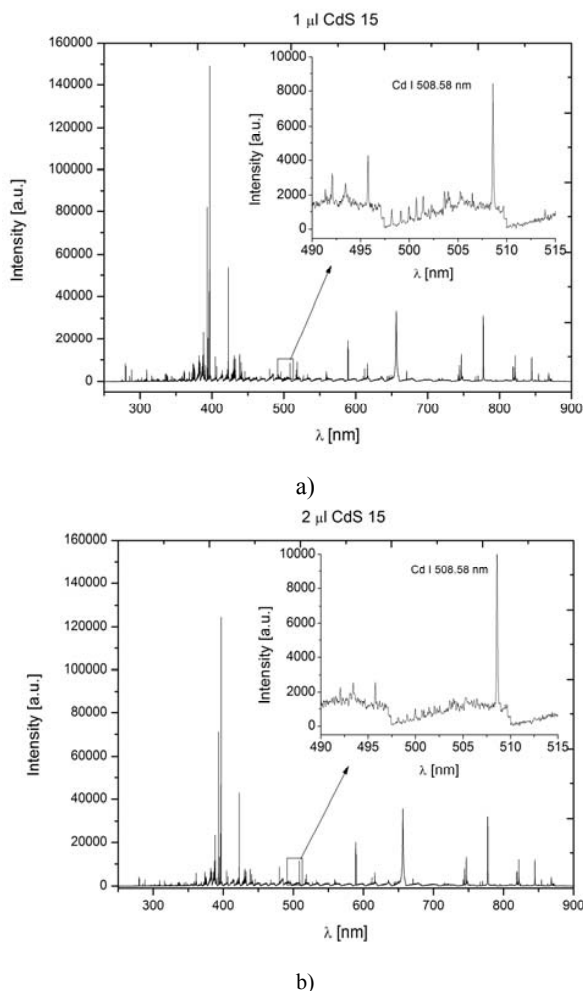 1 μl CdS 15
160000
140000
120000
100000
80000
60000
40000
20000
0
Intensity [a.u.]
300 400 500 600 700 800 900
λ [nm]
Cd I 508.58 nm
10000
8000
6000
4000
2000
0
Intensity [a.u.]
490 495 500 505 510 515
λ [nm]
a)
2 μl CdS 15
160000
140000
120000
100000
80000
60000
40000
20000
0
Intensity [a.u.]
300 400 500 600 700 800 900
λ [nm]
Cd I 508.58 nm
10000
8000
6000
4000
2000
0
Intensity [a.u.]
490 495 500 505 510 515
λ [nm]
b)